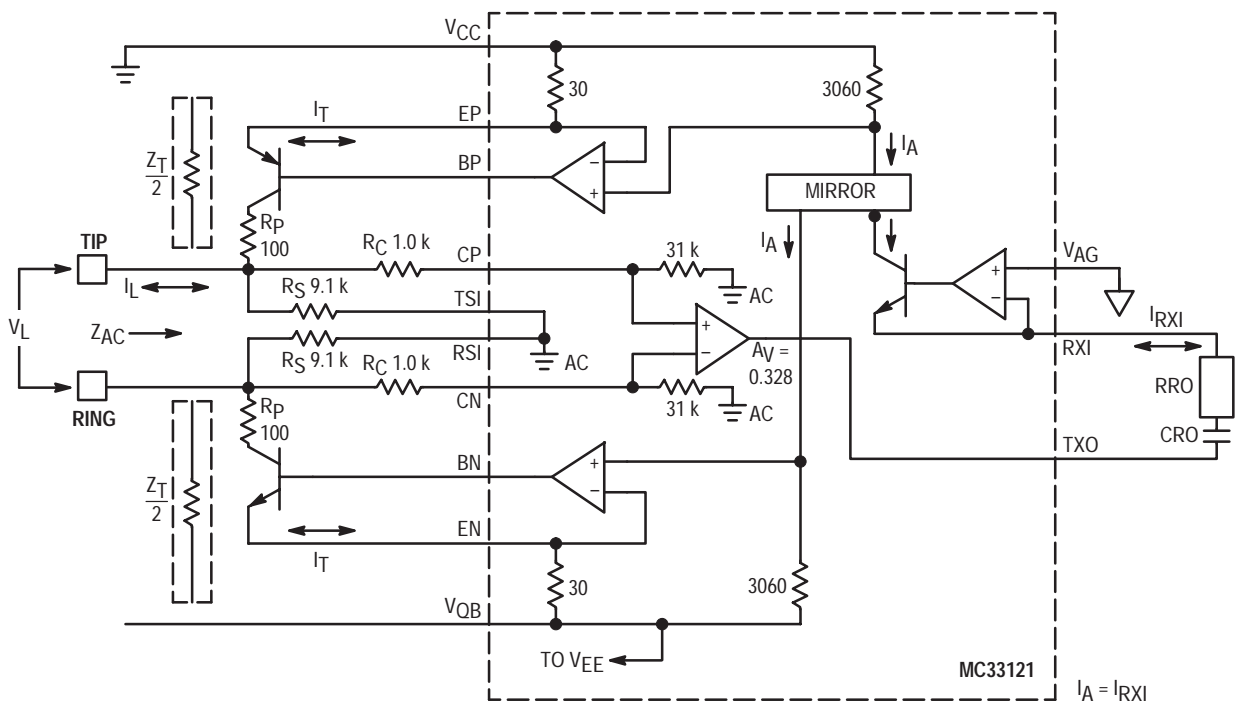 VCC
30
3060
IT
EP
IA
BP
−
+
MIRROR
ZT
2
RP
100
TIP
RC 1.0 k
CP
31 k
IA
+
−
VAG
AC
IL
RS 9.1 k
TSI
IRXI
VL
ZAC
+
−
AV =
0.328
RXI
RS 9.1 k
RSI
AC
RC 1.0 k
CN
31 k
AC
RRO
RING
RP
100
CRO
BN
+
−
TXO
ZT
2
EN
IT
30
3060
VQB
TO VEE
MC33121
IA = IRXI